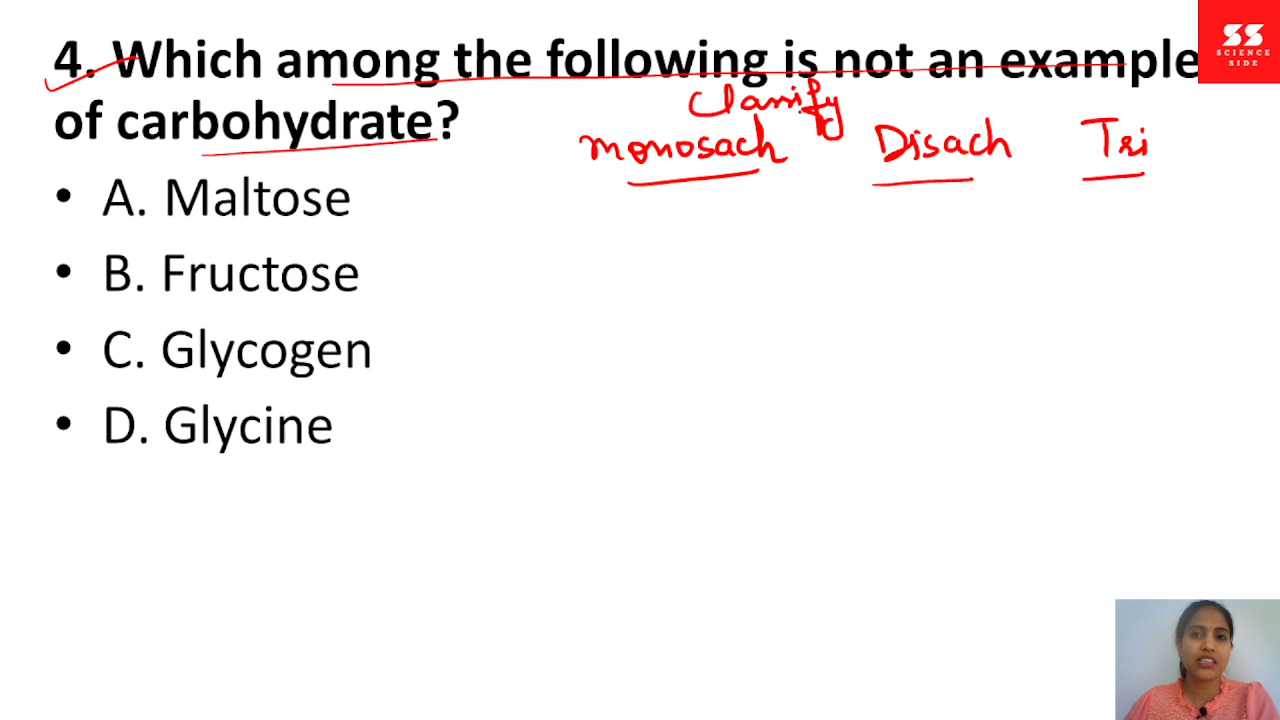 4. Which among the following is not an example
of carbohydrate?
SCIENCE
SIDE
Classify
monosach Disach Tri
• A. Maltose
• B. Fructose
• C. Glycogen
• D. Glycine